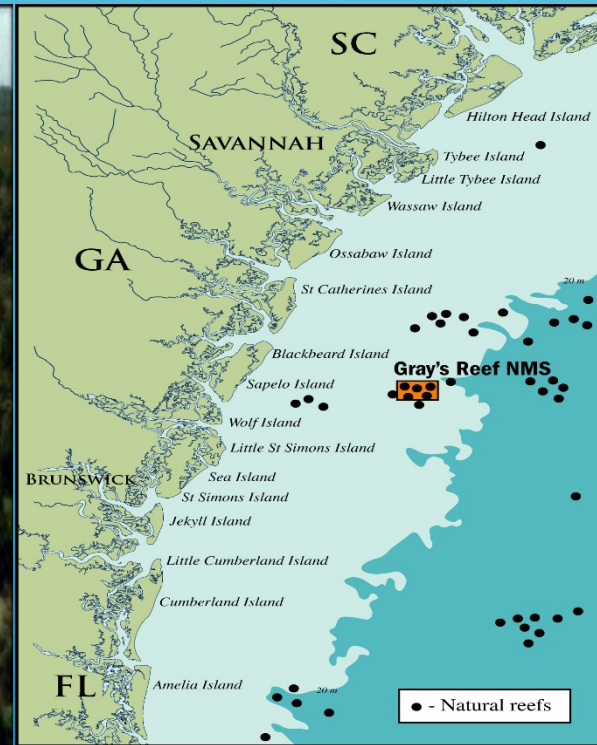 SC
Hilton Head Island
SAVANNAH
Tybee Island
Little Tybee Island
Wassaw Island
GA
Ossabaw Island
20 m
St Catherines Island
Blackbeard Island
Gray's Reef NMS
Sapelo Island
Wolf Island
Little St Simons Island
BRUNSWICK
Sea Island
St Simons Island
Jekyll Island
Little Cumberland Island
Cumberland Island
FL
Amelia Island
20 m
- Natural reefs